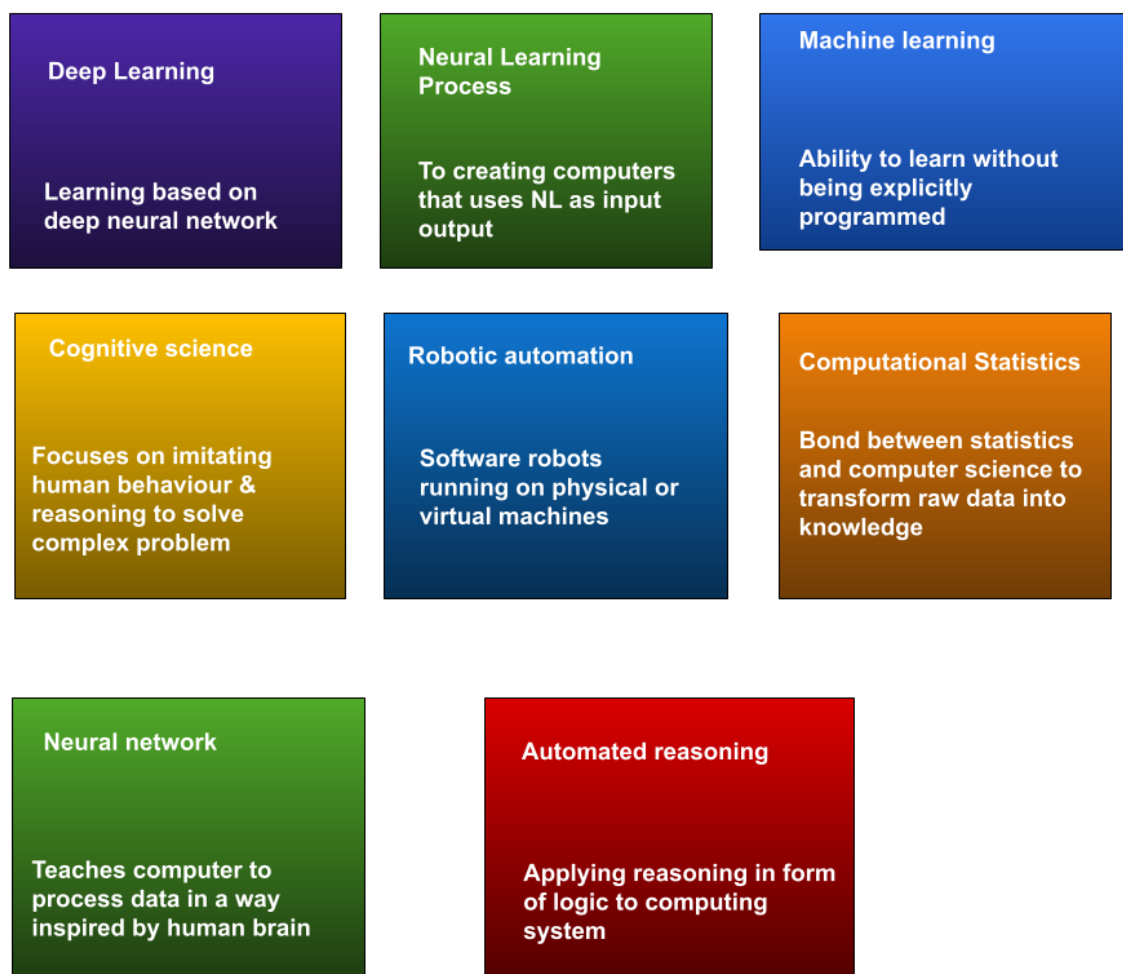 Deep Learning
Learning based on
deep neural network
Neural Learning
Process
To creating computers
that uses NL as input
output
Machine learning
Ability to learn without
being explicitly
programmed
Cognitive science
Focuses on imitating
human behaviour &
reasoning to solve
complex problem
Robotic automation
Software robots
running on physical or
virtual machines
Computational Statistics
Bond between statistics
and computer science to
transform raw data into
knowledge
Neural network
Teaches computer to
process data in a way
inspired by human brain
Automated reasoning
Applying reasoning in form
of logic to computing
system